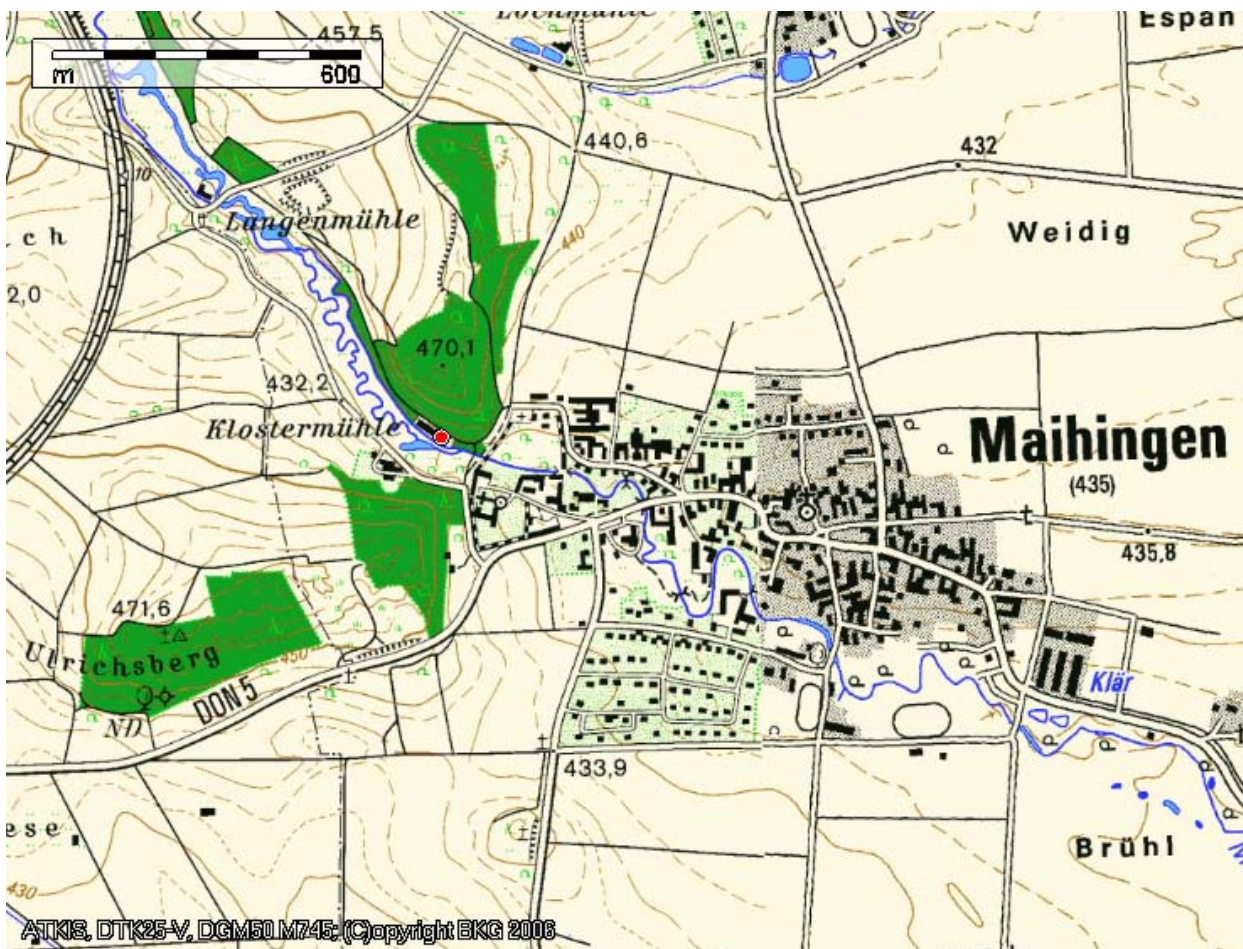 Espan
457,5
m
600
440,6
432
10
Langenmühle
Weidig
ch
440
2,0
470,1
432,2
Klostermühle
Maihingen
(435)
435,8
471,6
Ulrichsberg
450
DON 5
Klär
ND
433,9
ese
Brühl
430
ATKIS, DTK25-V, DGM50 M745; (C)opyright BKG 2006